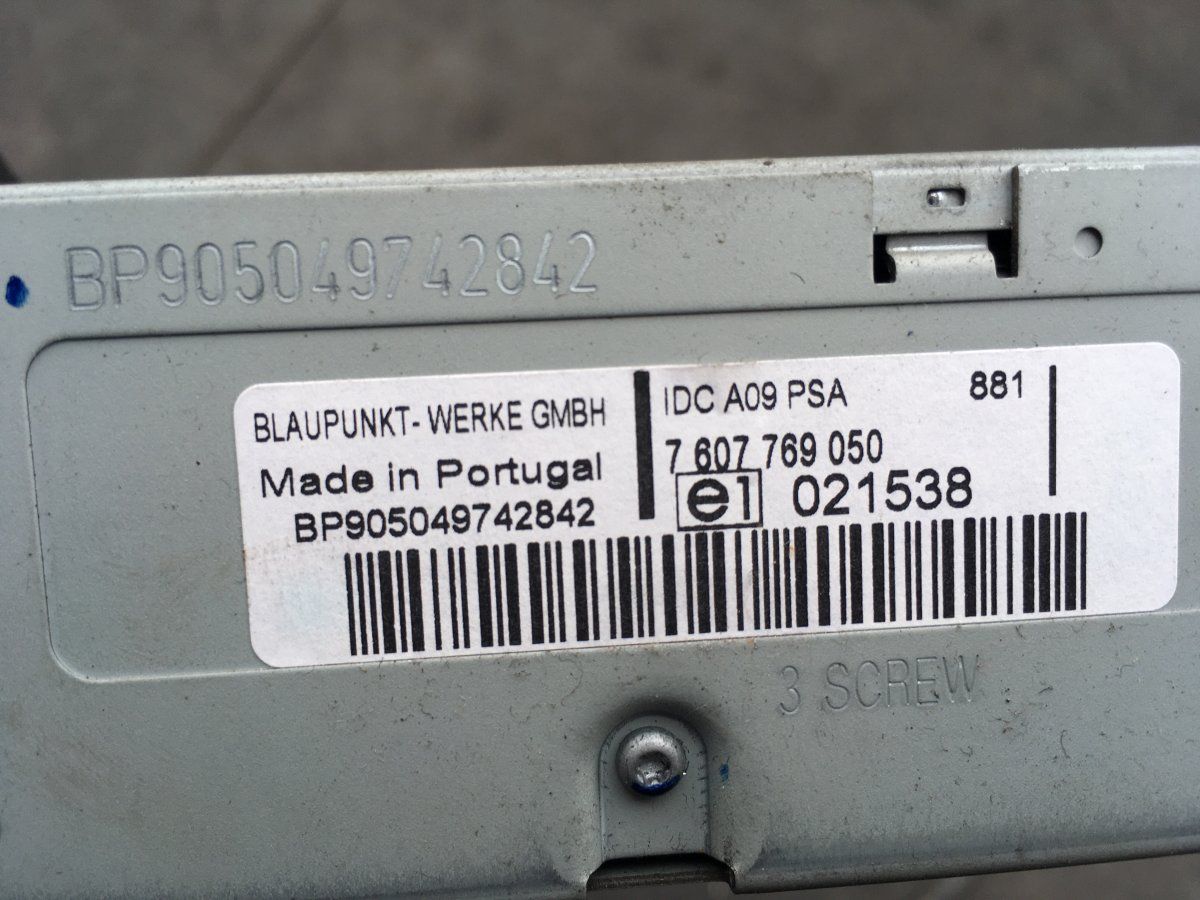 BP905049742842
BLAUPUNKT- WERKE GMBH
Made in Portugal
BP905049742842
IDC A09 PSA 881
7 607 769 050
e1 021538
3 SCREW